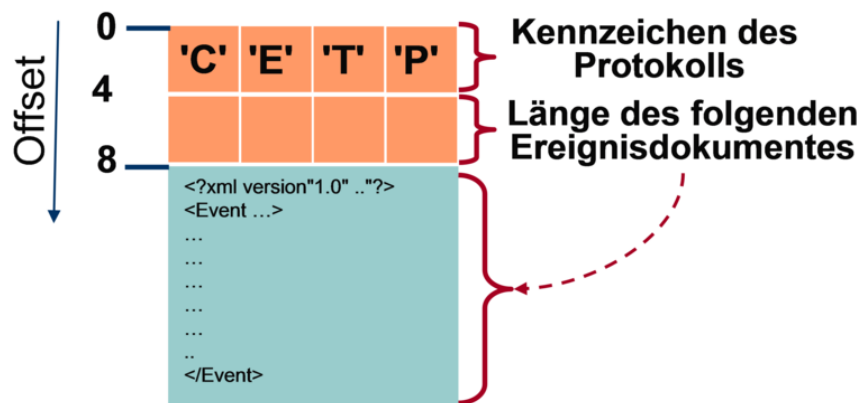 0
'C' 'E' 'T' 'P'
Kennzeichen des
Protokolls
4
Länge des folgenden
Ereignisdokumentes
Offset
8
<?xml version"1.0" .."?>
<Event …>
…
…
…
…
…
..
</Event>